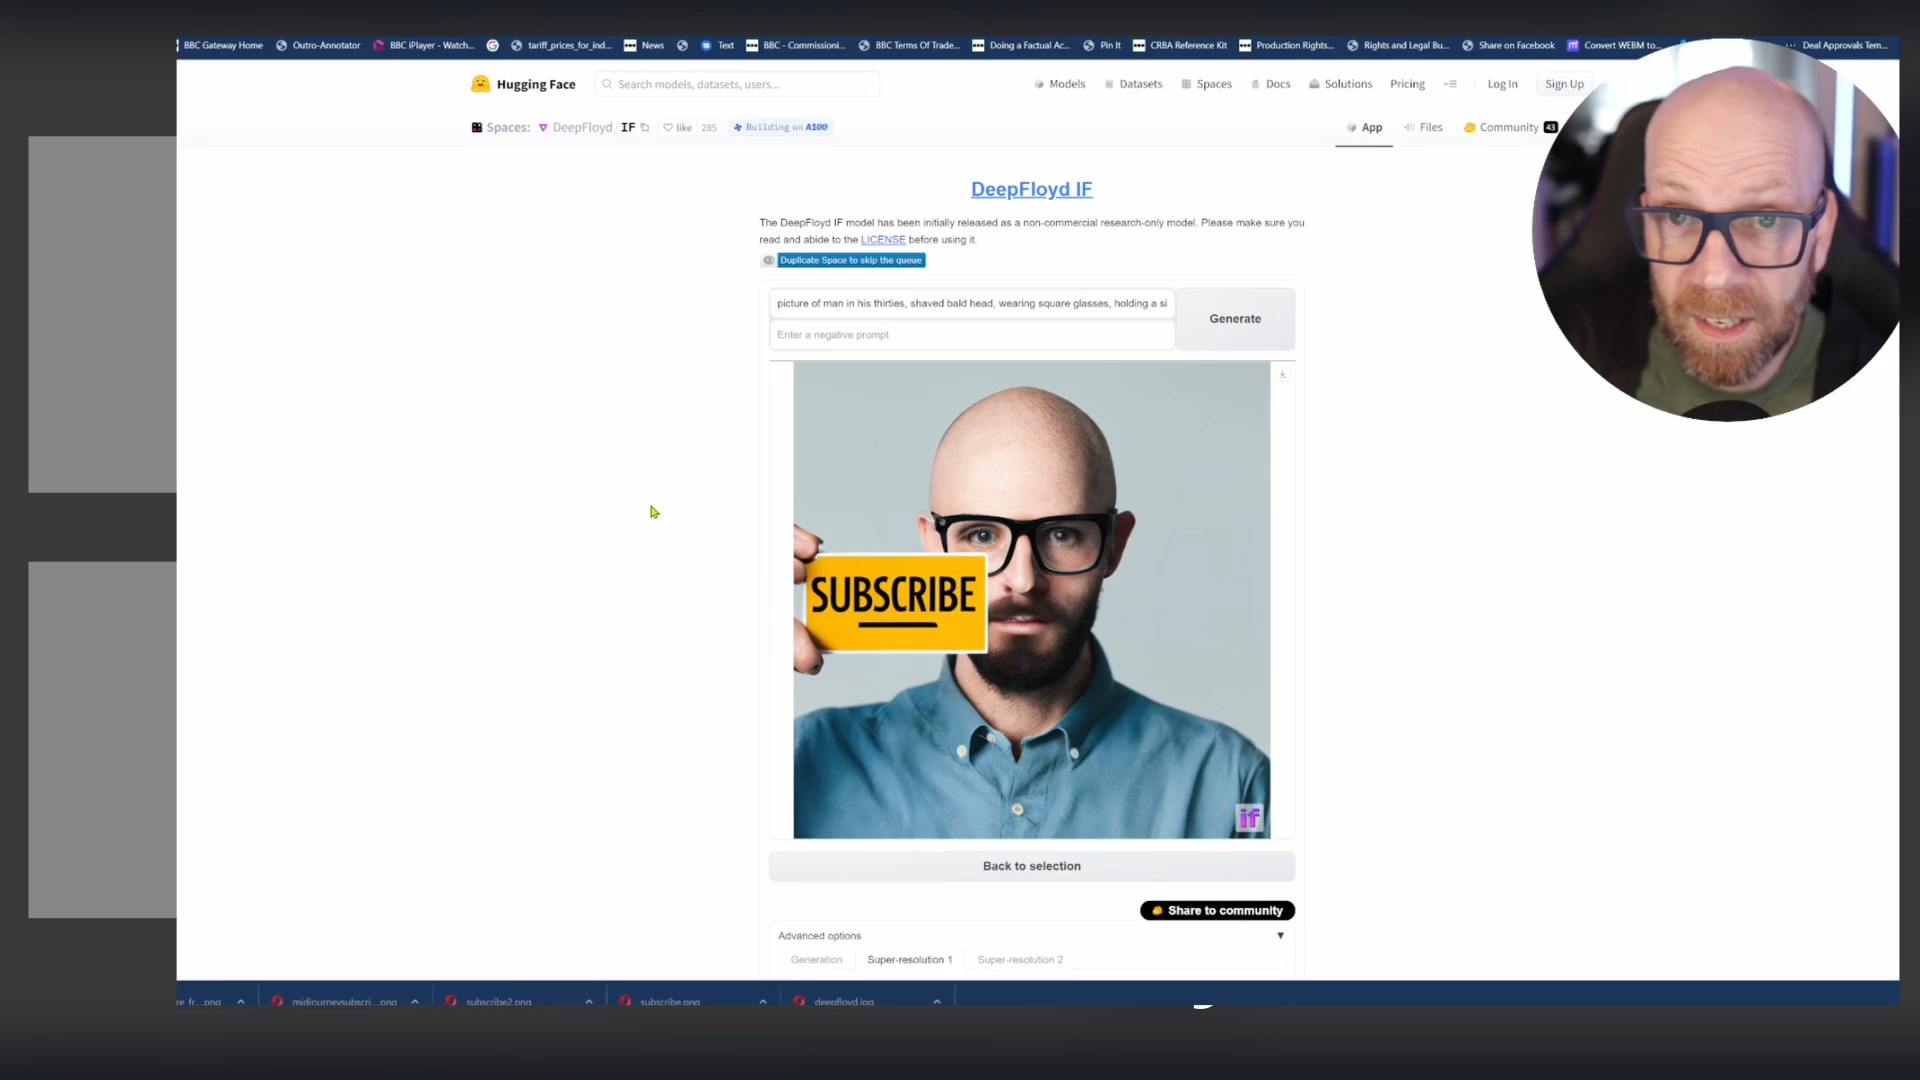 BBC Gateway Home Outro-Annotator BBC iPlayer - Watch... tariff_prices_for_ind... News Text BBC - Commissioni... BBC Terms Of Trade... Doing a Factual Ac... Pin It CRBA Reference Kit Production Rights... Rights and Legal Bu... Share on Facebook Convert WEBM to... Deal Approvals Tem...
Hugging Face Search models, datasets, users... Models Datasets Spaces Docs Solutions Pricing Log In Sign Up
Spaces: DeepFloyd/IF like 285 Building on A100 App Files Community 43
DeepFloyd IF
The DeepFloyd IF model has been initially released as a non-commercial research-only model. Please make sure you
read and abide to the LICENSE before using it.
Duplicate Space to skip the queue
picture of man in his thirties, shaved bald head, wearing square glasses, holding a si
Generate
Enter a negative prompt
SUBSCRIBE
if
Back to selection
Share to community
Advanced options
Generation Super-resolution 1 Super-resolution 2
re_fr....png midjourneysubscri....png subscribe2.png subscribe.png deepfloyd.jpg